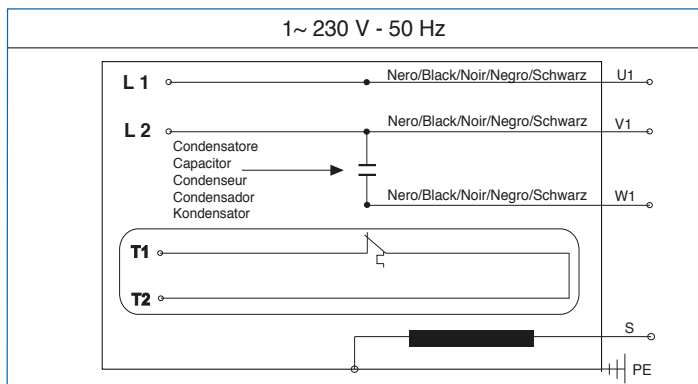 1~ 230 V - 50 Hz
L 1
Nero/Black/Noir/Negro/Schwarz
U1
L 2
Nero/Black/Noir/Negro/Schwarz
V1
Condensatore
Capacitor
Condenseur
Condensador
Kondensator
Nero/Black/Noir/Negro/Schwarz
W1
T1
T2
S
PE